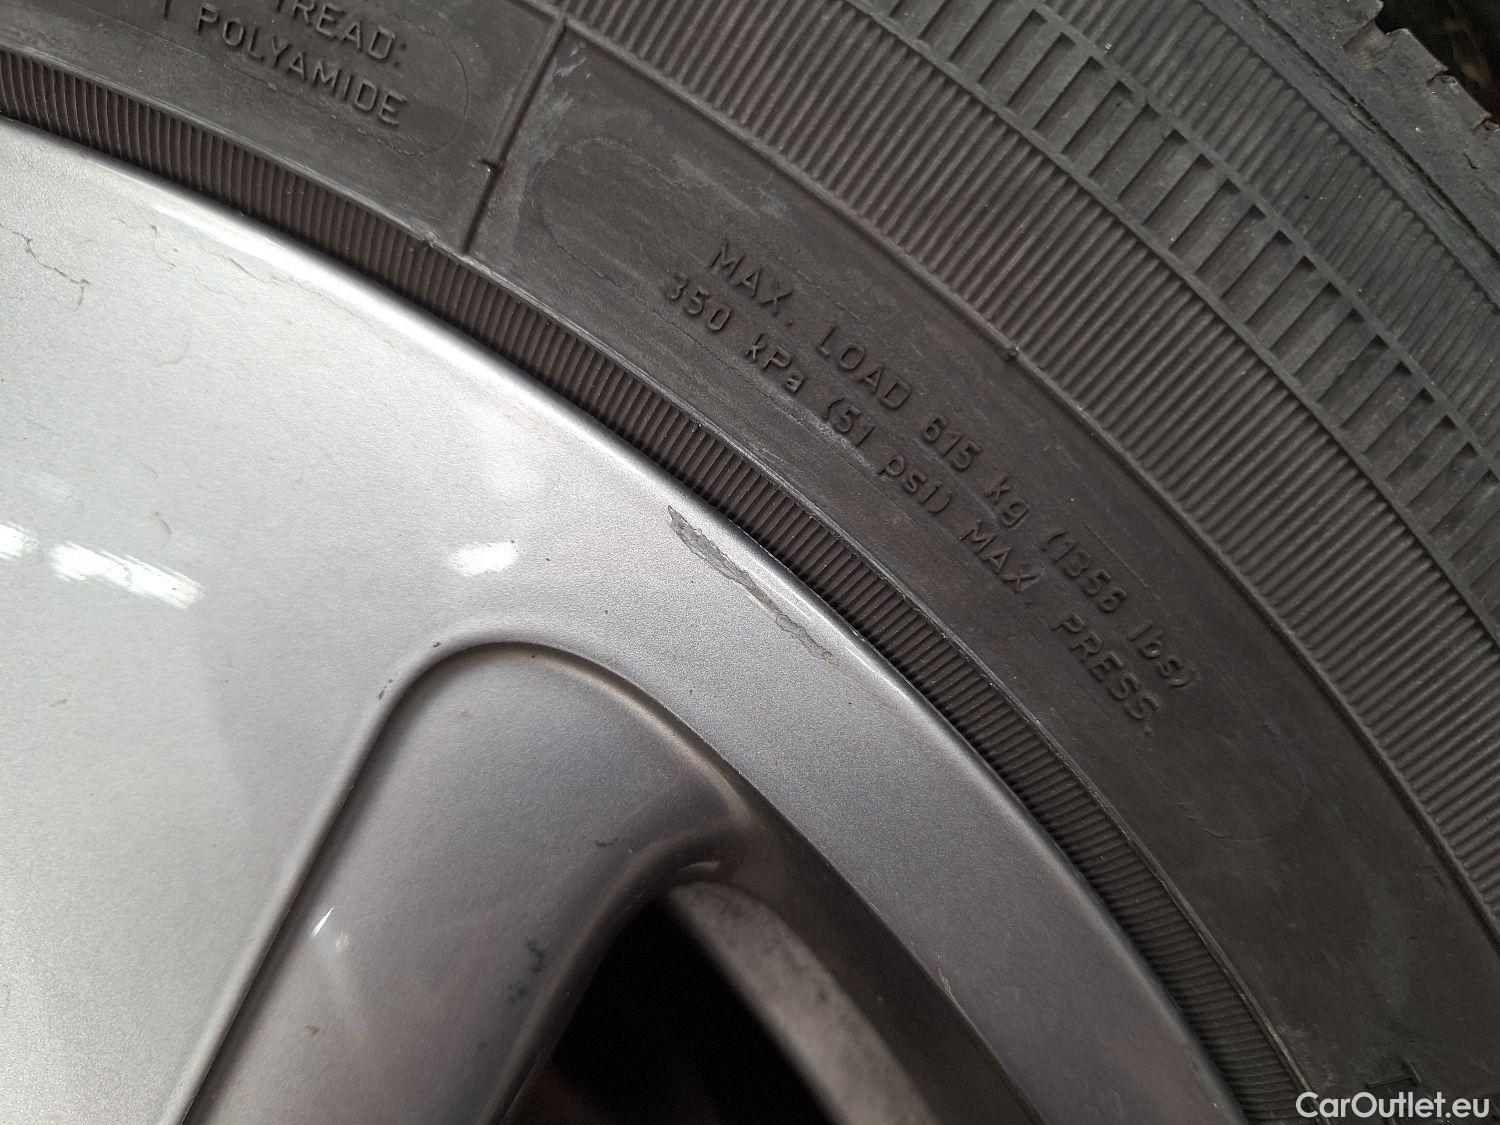 TREAD:
POLYAMIDE
MAX. LOAD 615 kg (1356 lbs)
350 kPa (51 psi) MAX. PRESS.
CarOutlet.eu